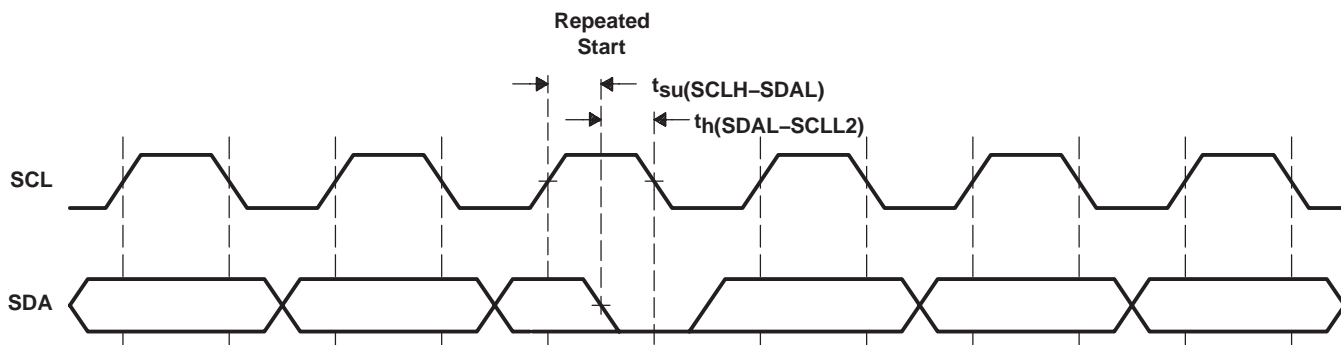 Repeated
Start
tsu(SCLH–SDAL)
th(SDAL–SCLL2)
SCL
SDA